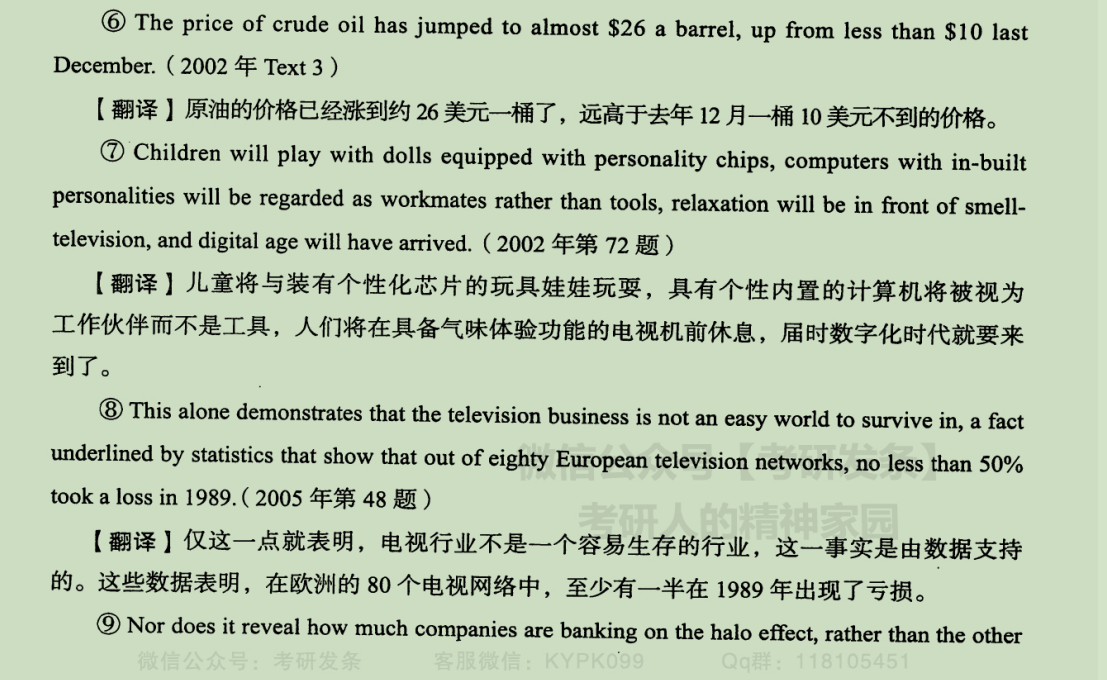 ⑥ The price of crude oil has jumped to almost $26 a barrel, up from less than $10 last
December.（2002 年 Text 3）
【翻译】原油的价格已经涨到约 26 美元一桶了，远高于去年 12 月一桶 10 美元不到的价格。
⑦ Children will play with dolls equipped with personality chips, computers with in-built
personalities will be regarded as workmates rather than tools, relaxation will be in front of smell-
television, and digital age will have arrived.（2002 年第 72 题）
【翻译】儿童将与装有个性化芯片的玩具娃娃玩耍，具有个性内置的计算机将被视为
工作伙伴而不是工具，人们将在具备气味体验功能的电视机前休息，届时数字化时代就要来
到了。
⑧ This alone demonstrates that the television business is not an easy world to survive in, a fact
underlined by statistics that show that out of eighty European television networks, no less than 50%
微信公众号【考研发条】
took a loss in 1989.（2005 年第 48 题）
考研人的精神家园
【翻译】仅这一点就表明，电视行业不是一个容易生存的行业，这一事实是由数据支持
的。这些数据表明，在欧洲的 80 个电视网络中，至少有一半在 1989 年出现了亏损。
⑨ Nor does it reveal how much companies are banking on the halo effect, rather than the other
微信公众号：考研发条 客服微信：KYPK099 Qq群：118105451